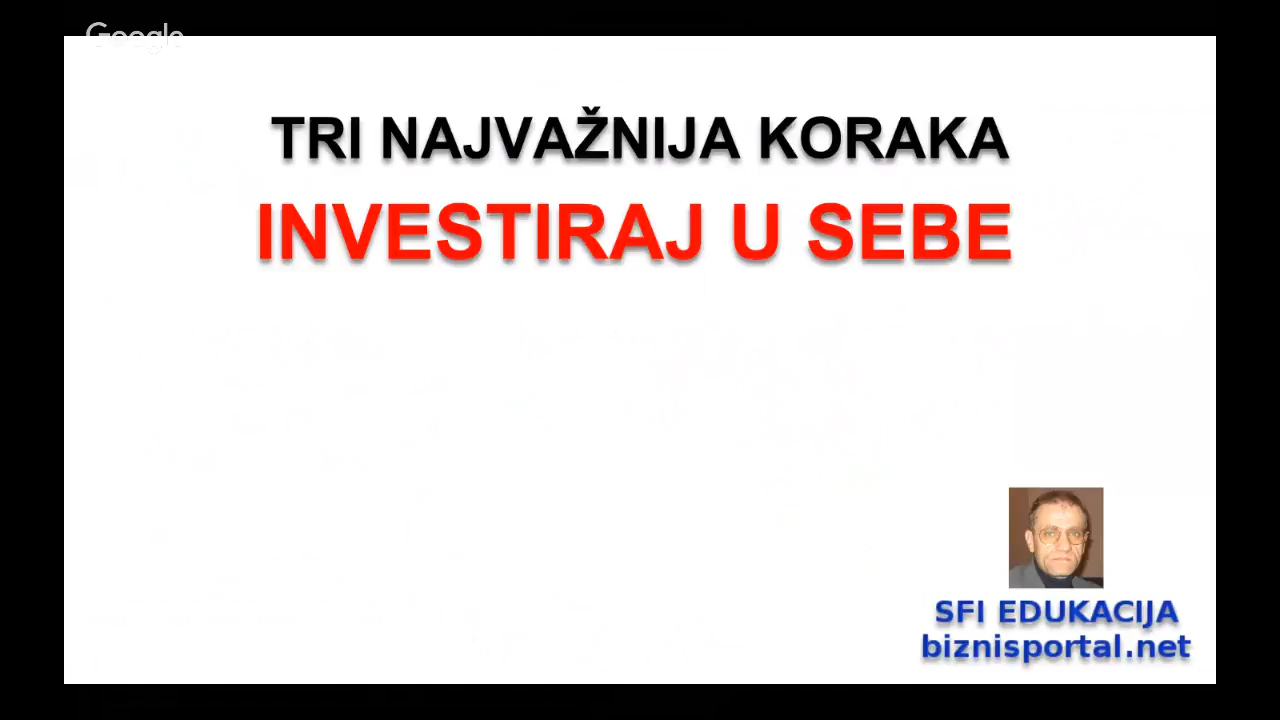 Google
TRI NAJVAŽNIJA KORAKA
INVESTIRAJ U SEBE
SFI EDUKACIJA
biznisportal.net